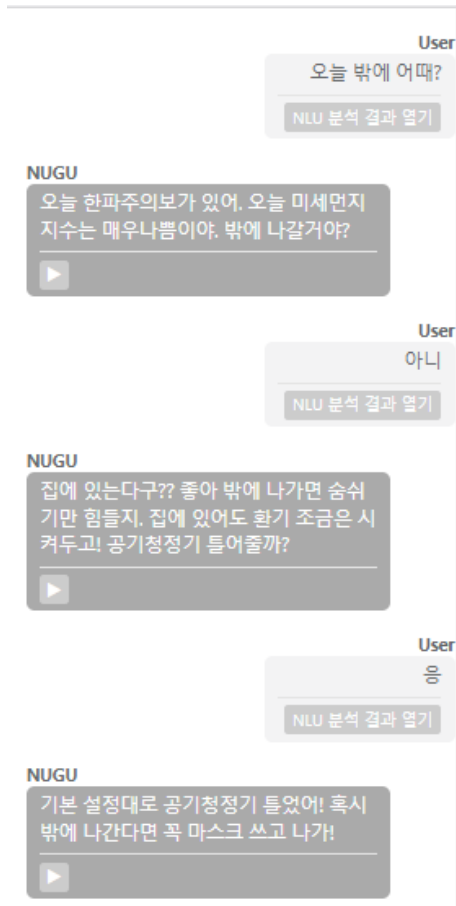 User
오늘 밖에 어때?
NLU 분석 결과 열기
NUGU
오늘 한파주의보가 있어. 오늘 미세먼지
지수는 매우나쁨이야. 밖에 나갈거야?
User
아니
NLU 분석 결과 열기
NUGU
집에 있는다구?? 좋아 밖에 나가면 숨쉬
기만 힘들지. 집에 있어도 환기 조금은 시
켜두고! 공기청정기 틀어줄까?
User
응
NLU 분석 결과 열기
NUGU
기본 설정대로 공기청정기 틀었어! 혹시
밖에 나간다면 꼭 마스크 쓰고 나가!